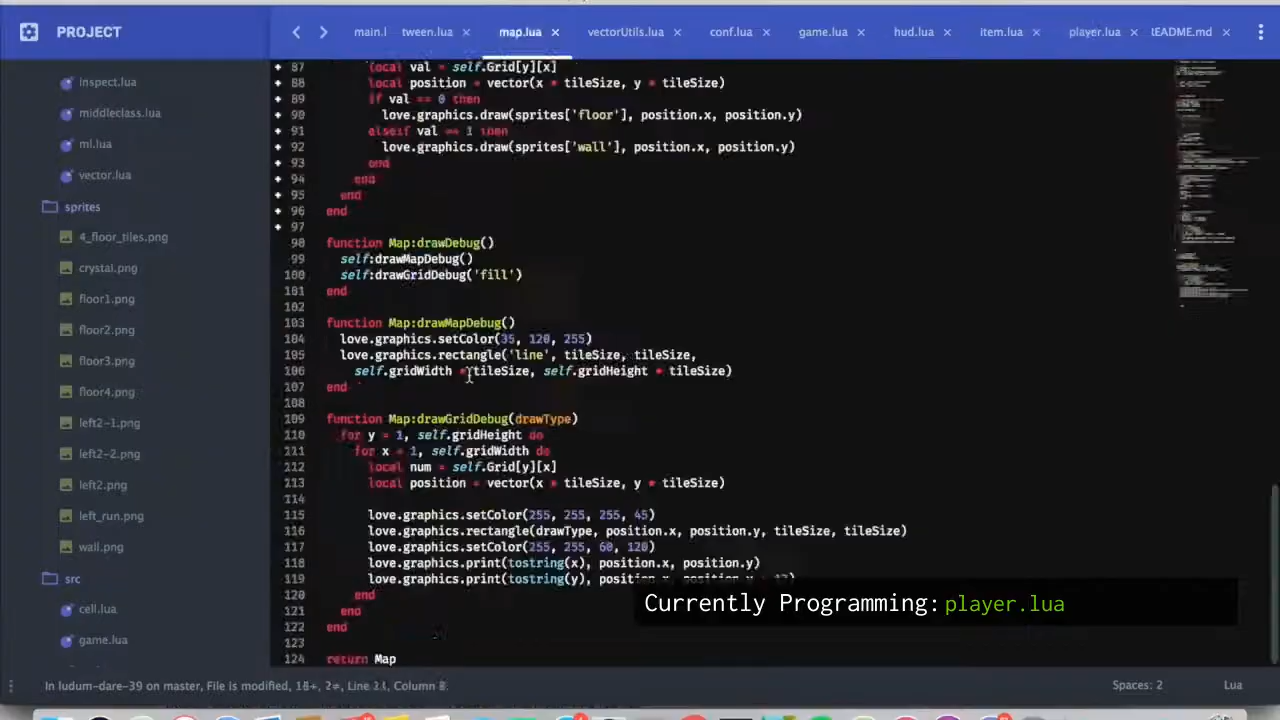 PROJECT
main.l tween.lua × map.lua × vectorUtils.lua × conf.lua × game.lua × hud.lua × item.lua × player.lua × README.md ×
inspect.lua
middleclass.lua
ml.lua
vector.lua
sprites
4_floor_tiles.png
crystal.png
floor1.png
floor2.png
floor3.png
floor4.png
left2-1.png
left2-2.png
left2.png
left_run.png
wall.png
src
cell.lua
game.lua
87 local val = self.Grid[y][x]
88 local position = vector(x * tileSize, y * tileSize)
89 if val == 0 then
90 love.graphics.draw(sprites['floor'], position.x, position.y)
91 elseif val == 1 then
92 love.graphics.draw(sprites['wall'], position.x, position.y)
93 end
94 end
95 end
96 end
97
98 function Map:drawDebug()
99 self:drawMapDebug()
100 self:drawGridDebug('fill')
101 end
102
103 function Map:drawMapDebug()
104 love.graphics.setColor(35, 120, 255)
105 love.graphics.rectangle('line', tileSize, tileSize,
106 self.gridWidth * tileSize, self.gridHeight * tileSize)
107 end
108
109 function Map:drawGridDebug(drawType)
110 for y = 1, self.gridHeight do
111 for x = 1, self.gridWidth do
112 local num = self.Grid[y][x]
113 local position = vector(x * tileSize, y * tileSize)
114
115 love.graphics.setColor(255, 255, 255, 45)
116 love.graphics.rectangle(drawType, position.x, position.y, tileSize, tileSize)
117 love.graphics.setColor(255, 255, 60, 120)
118 love.graphics.print(tostring(x), position.x, position.y)
119 love.graphics.print(tostring(y),
120 end
121 end
122 end
123
124 return Map
Currently Programming: player.lua
In ludum-dare-39 on master, File is modified, Line 21, Column 8. Spaces: 2 Lua